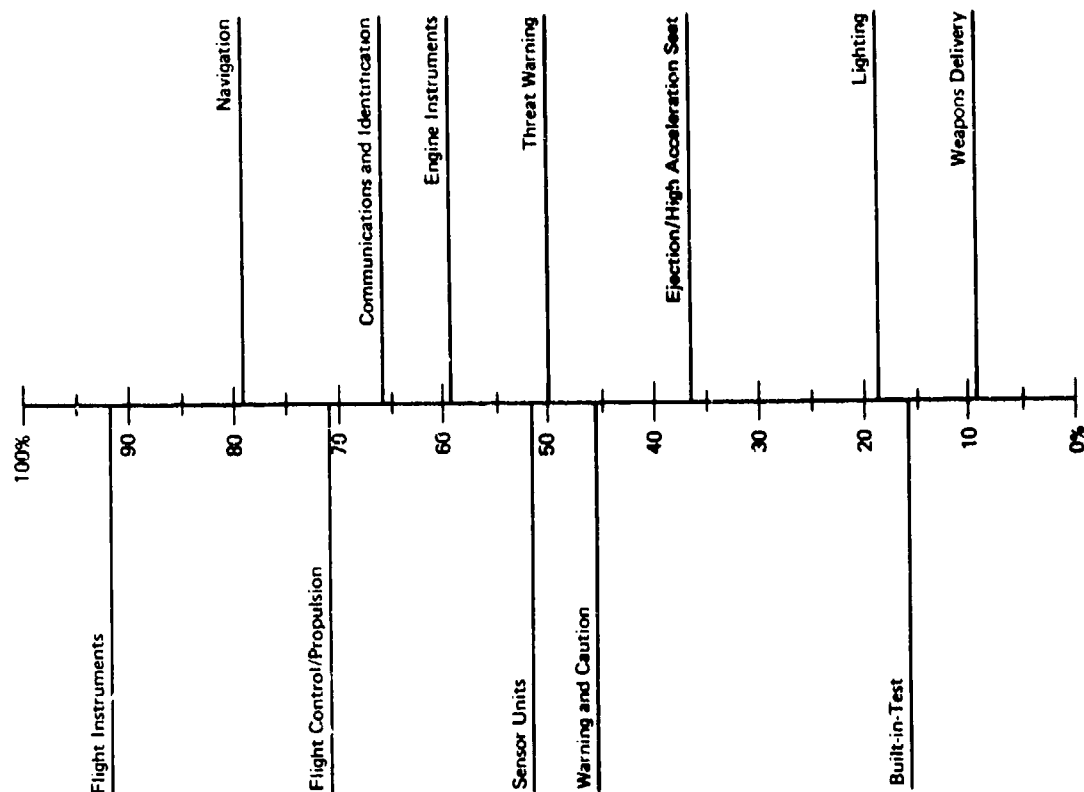 100%
90
80
70
60
50
40
30
20
10
0%
Flight Instruments
Flight Control/Propulsion
Sensor Units
Warning and Caution
Built-in-Test
Navigation
Communications and Identification
Engine Instruments
Threat Warning
Ejection/High Acceleration Seat
Lighting
Weapons Delivery